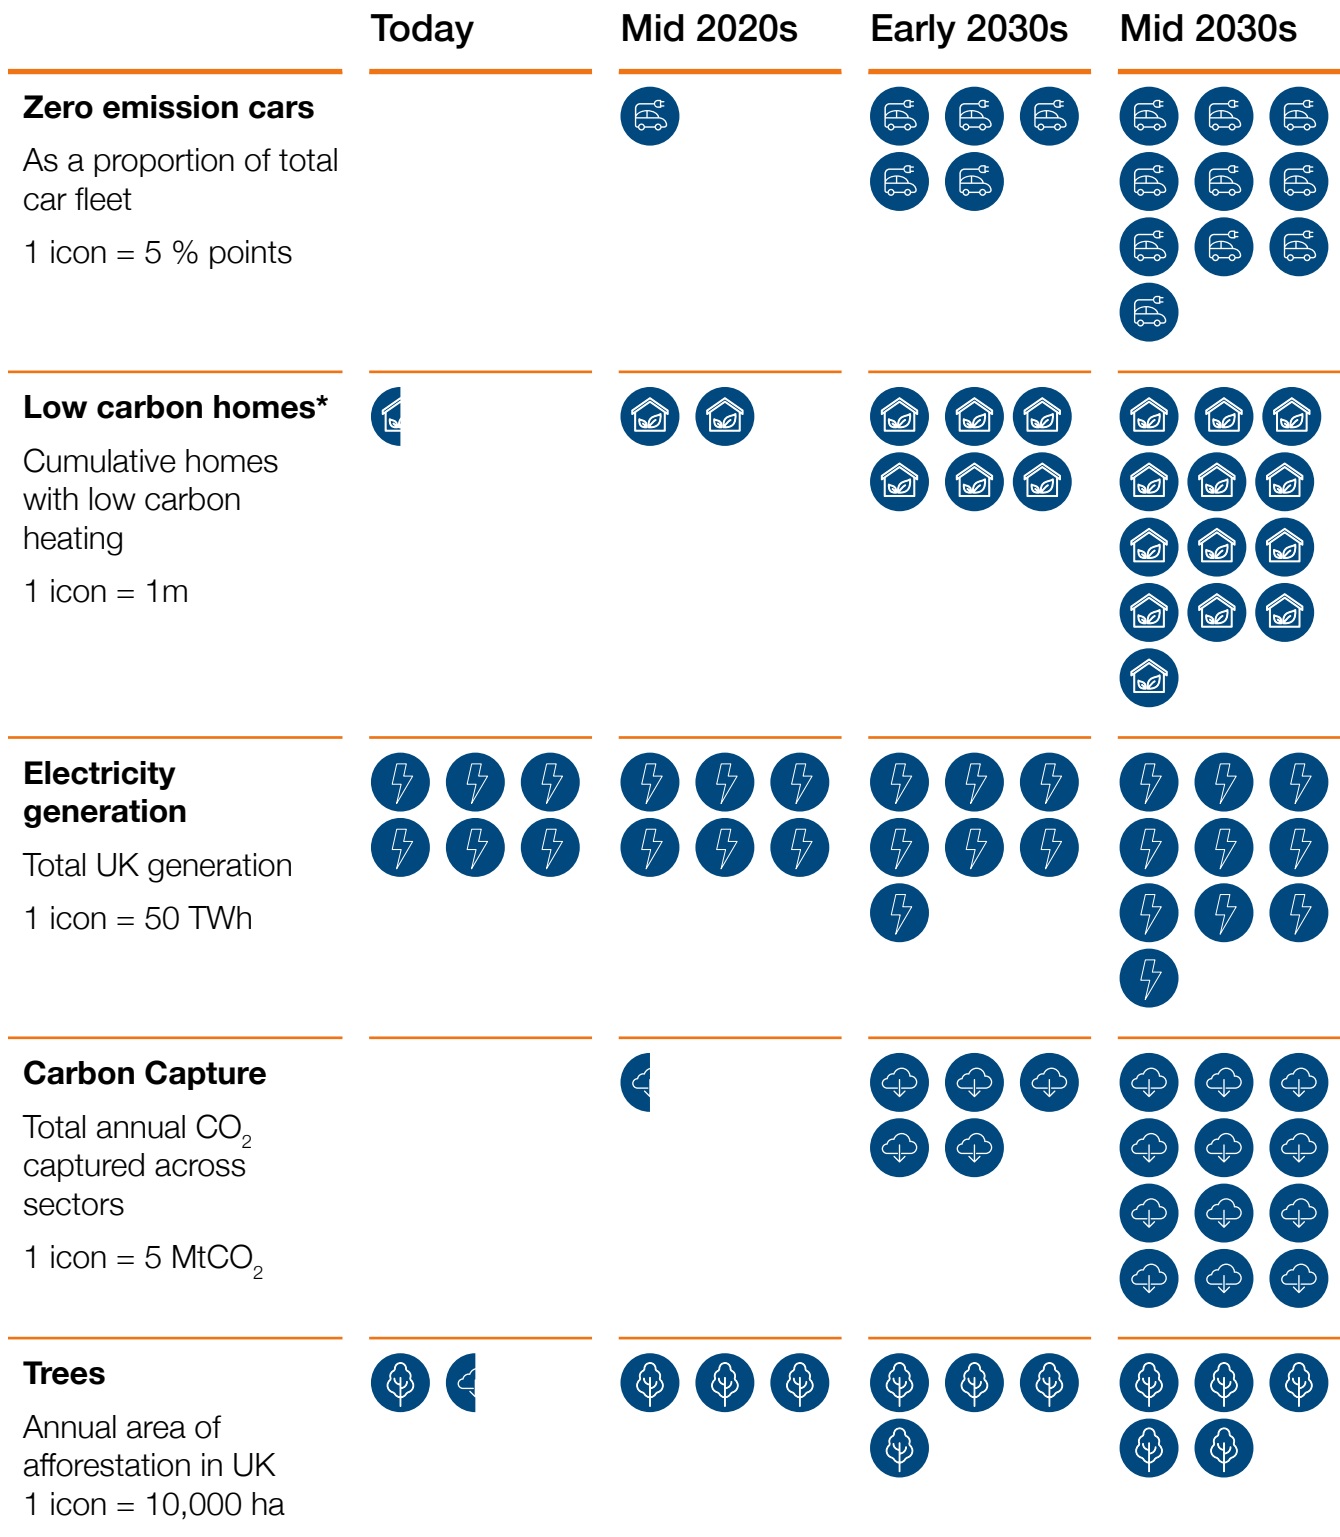 Today
Mid 2020s
Early 2030s
Mid 2030s
Zero emission cars
As a proportion of total
car fleet
1 icon = 5 % points
Low carbon homes*
Cumulative homes
with low carbon
heating
1 icon = 1m
Electricity
generation
Total UK generation
1 icon = 50 TWh
Carbon Capture
Total annual CO₂
captured across
sectors
1 icon = 5 MtCO₂
Trees
Annual area of
afforestation in UK
1 icon = 10,000 ha